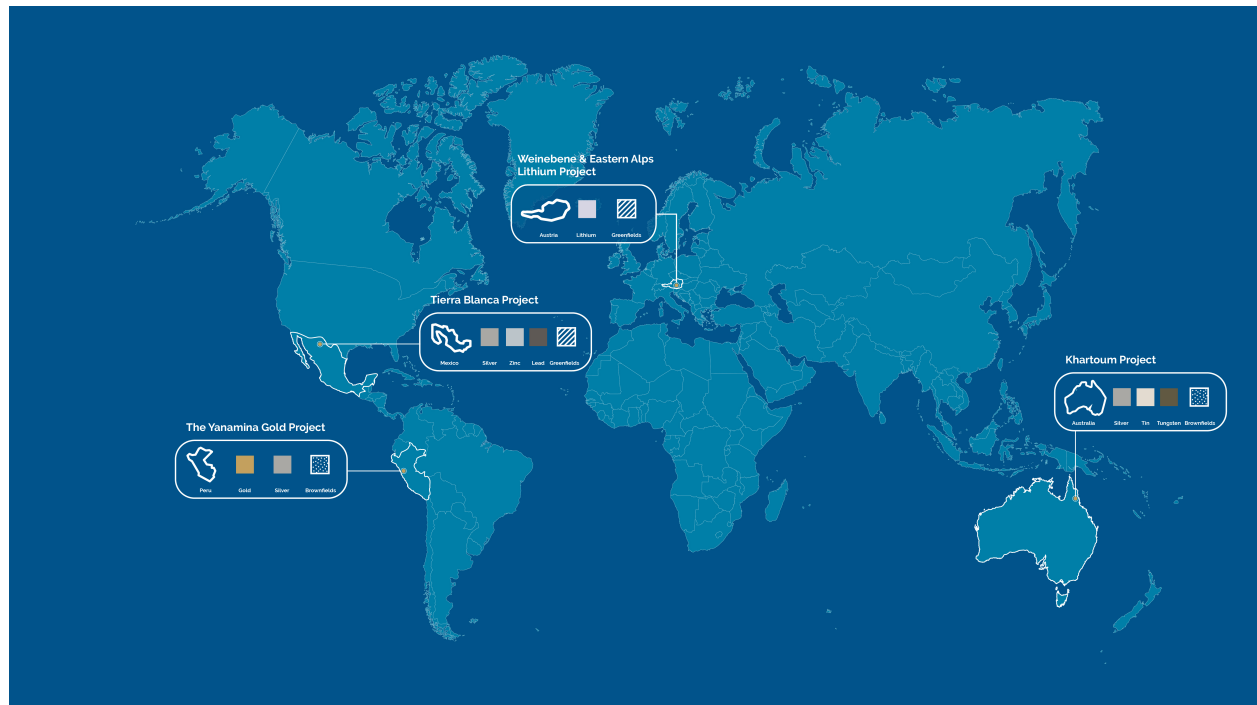 Weinebene & Eastern Alps
Lithium Project
Austria Lithium Greenfields
Tierra Blanca Project
Mexico Silver Zinc Lead Greenfields
Khartoum Project
Australia Silver Tin Tungsten Brownfields
The Yanamina Gold Project
Peru Gold Silver Brownfields